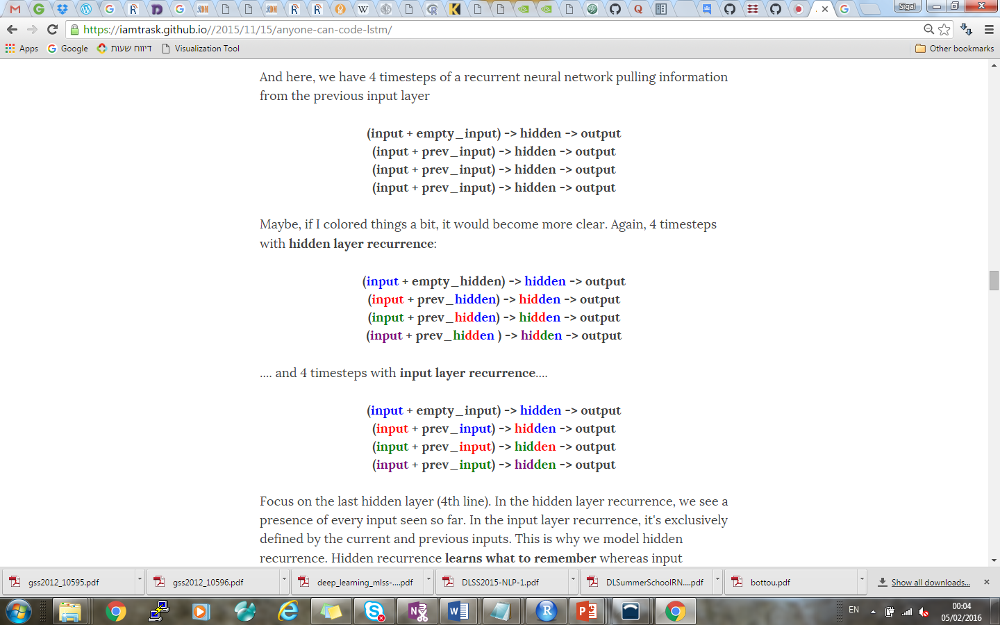 Sigal
https://iamtrask.github.io//2015/11/15/anyone-can-code-lstm/
Apps
Google
דיווח שעות
Visualization Tool
Other bookmarks
And here, we have 4 timesteps of a recurrent neural network pulling information
from the previous input layer
(input + empty_input) -> hidden -> output
(input + prev_input) -> hidden -> output
(input + prev_input) -> hidden -> output
(input + prev_input) -> hidden -> output
Maybe, if I colored things a bit, it would become more clear. Again, 4 timesteps
with hidden layer recurrence:
(input + empty_hidden) -> hidden -> output
(input + prev_hidden) -> hidden -> output
(input + prev_hidden) -> hidden -> output
(input + prev_hidden ) -> hidden -> output
.... and 4 timesteps with input layer recurrence....
(input + empty_input) -> hidden -> output
(input + prev_input) -> hidden -> output
(input + prev_input) -> hidden -> output
(input + prev_input) -> hidden -> output
Focus on the last hidden layer (4th line). In the hidden layer recurrence, we see a
presence of every input seen so far. In the input layer recurrence, it's exclusively
defined by the current and previous inputs. This is why we model hidden
recurrence. Hidden recurrence learns what to remember whereas input
gss2012_10595.pdf
gss2012_10596.pdf
deep_learning_mlss-....pdf
DLSS2015-NLP-1.pdf
DLSummerSchoolRN....pdf
bottou.pdf
Show all downloads...
EN
00:04
05/02/2016